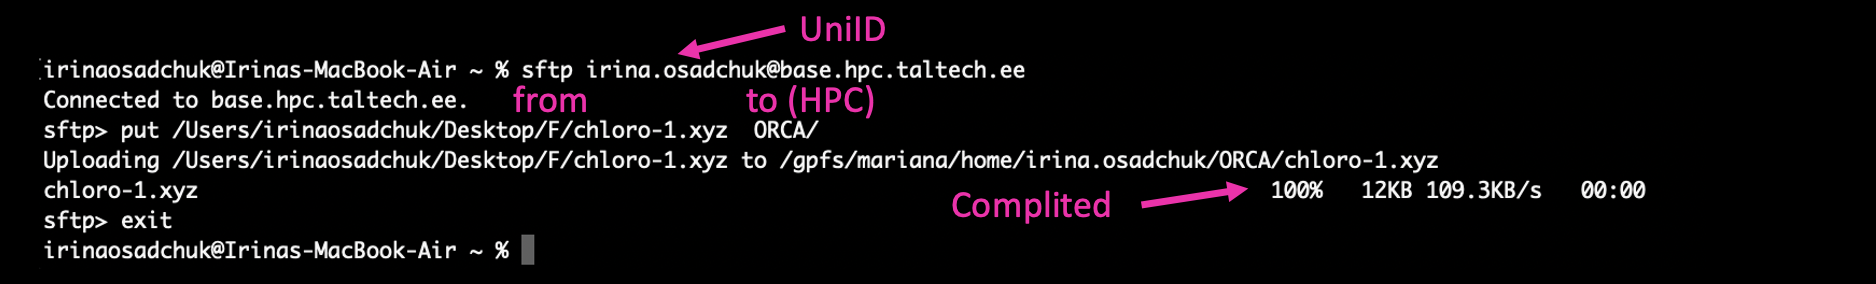 UniID
irinaosadchuk@Irinas-MacBook-Air ~ % sftp irina.osadchuk@base.hpc.taltech.ee
Connected to base.hpc.taltech.ee. from to (HPC)
sftp> put /Users/irinaosadchuk/Desktop/F/chloro-1.xyz  ORCA/
Uploading /Users/irinaosadchuk/Desktop/F/chloro-1.xyz to /gpfs/mariana/home/irina.osadchuk/ORCA/chloro-1.xyz
chloro-1.xyz 100% 12KB 109.3KB/s 00:00
Complited
sftp> exit
irinaosadchuk@Irinas-MacBook-Air ~ %